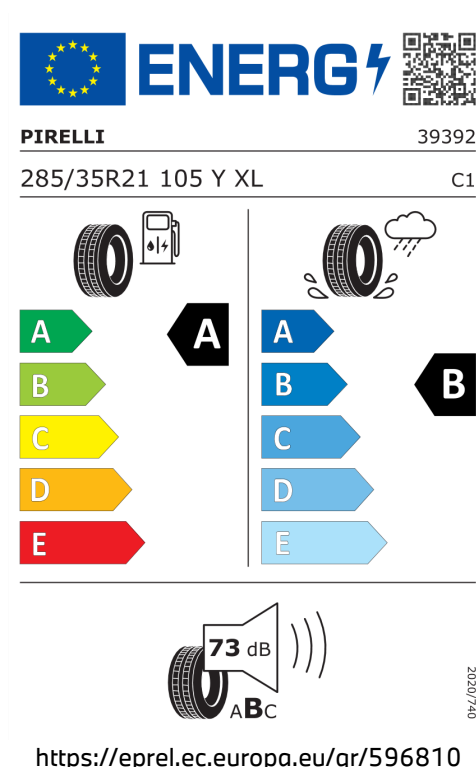 ENERG
PIRELLI 39392
285/35R21 105 Y XL C1
A A A
B B B
C C
D D
E E
73 dB
ABC
2020/740
https://eprel.ec.europa.eu/qr/596810